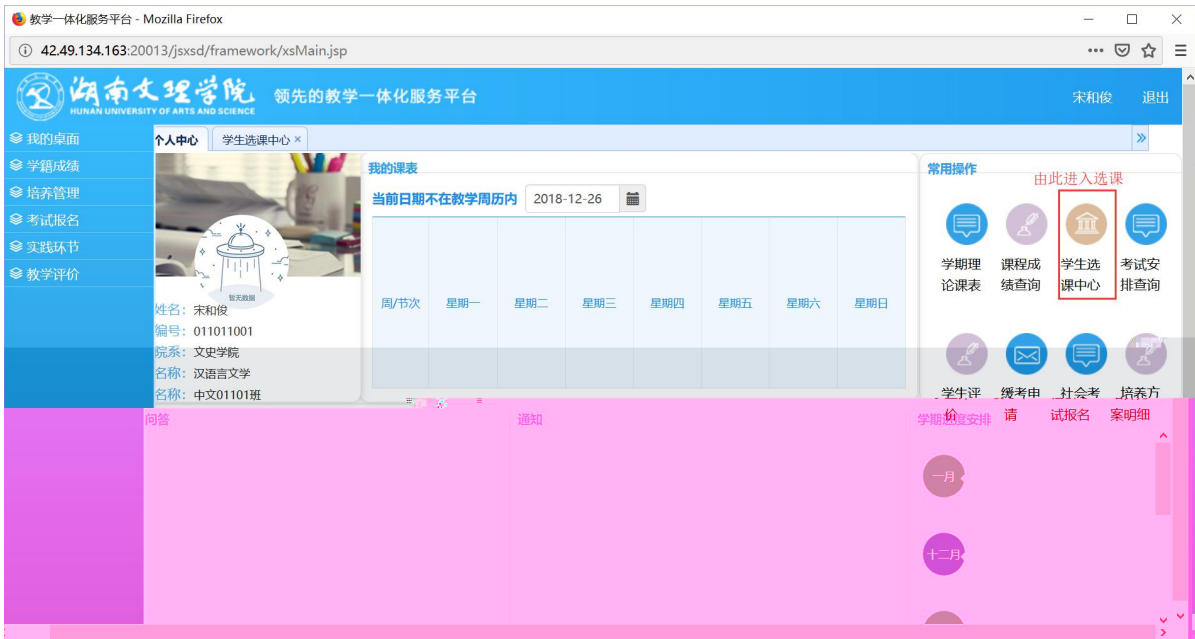 教学一体化服务平台 - Mozilla Firefox
42.49.134.163:20013/jsxsd/framework/xsMain.jsp
湖南文理学院
HUNAN UNIVERSITY OF ARTS AND SCIENCE
领先的教学一体化服务平台
宋和俊 退出
我的桌面
学籍成绩
培养管理
考试报名
实践环节
教学评价
个人中心 学生选课中心 ×
暂无数据
姓名：宋和俊
编号：011011001
院系：文史学院
名称：汉语言文学
名称：中文01101班
我的课表
当前日期不在教学周历内 2018-12-26
周/节次 星期一 星期二 星期三 星期四 星期五 星期六 星期日
常用操作
由此进入选课
学期理论课表
课程成绩查询
学生选课中心
考试安排查询
学生评价
缓考申请
社会考试报名
培养方案明细
问答
通知
学期进度安排
一月
十二月